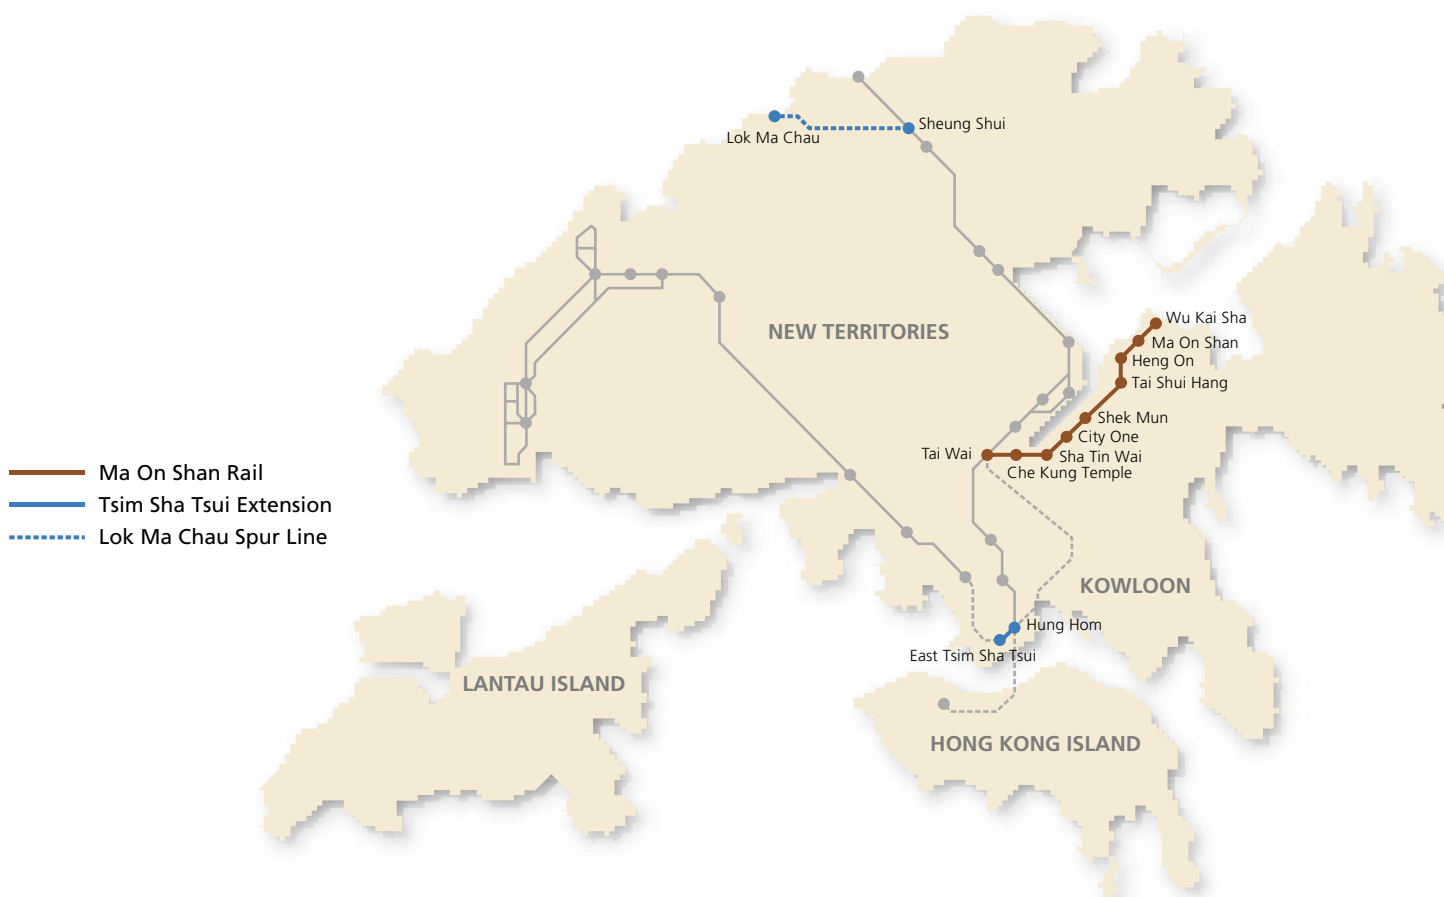 Sheung Shui
Lok Ma Chau
Wu Kai Sha
NEW TERRITORIES
Ma On Shan
Heng On
Tai Shui Hang
Shek Mun
City One
Tai Wai
Sha Tin Wai
Che Kung Temple
Ma On Shan Rail
Tsim Sha Tsui Extension
Lok Ma Chau Spur Line
KOWLOON
Hung Hom
East Tsim Sha Tsui
LANTAU ISLAND
HONG KONG ISLAND